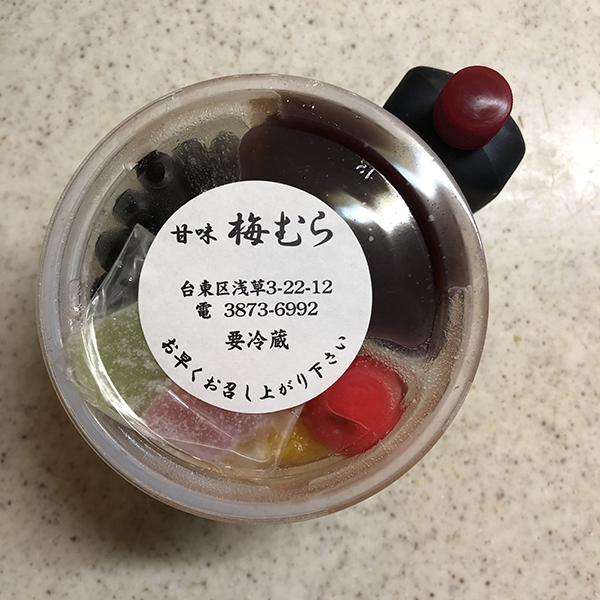 甘味 梅むら
台東区浅草3-22-12
電 3873-6992
要冷蔵
お早くお召し上がり下さい